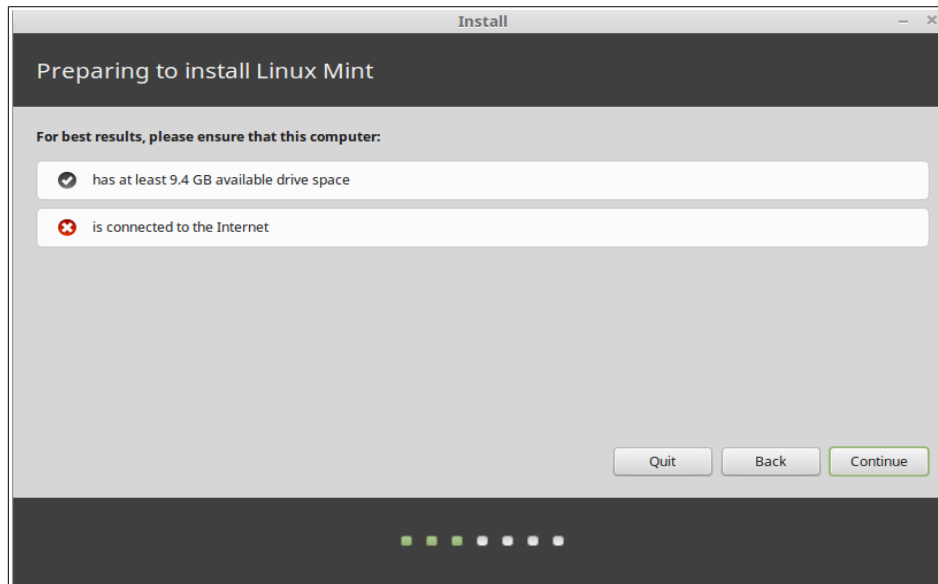 Install
Preparing to install Linux Mint
For best results, please ensure that this computer:
has at least 9.4 GB available drive space
is connected to the Internet
Quit Back Continue